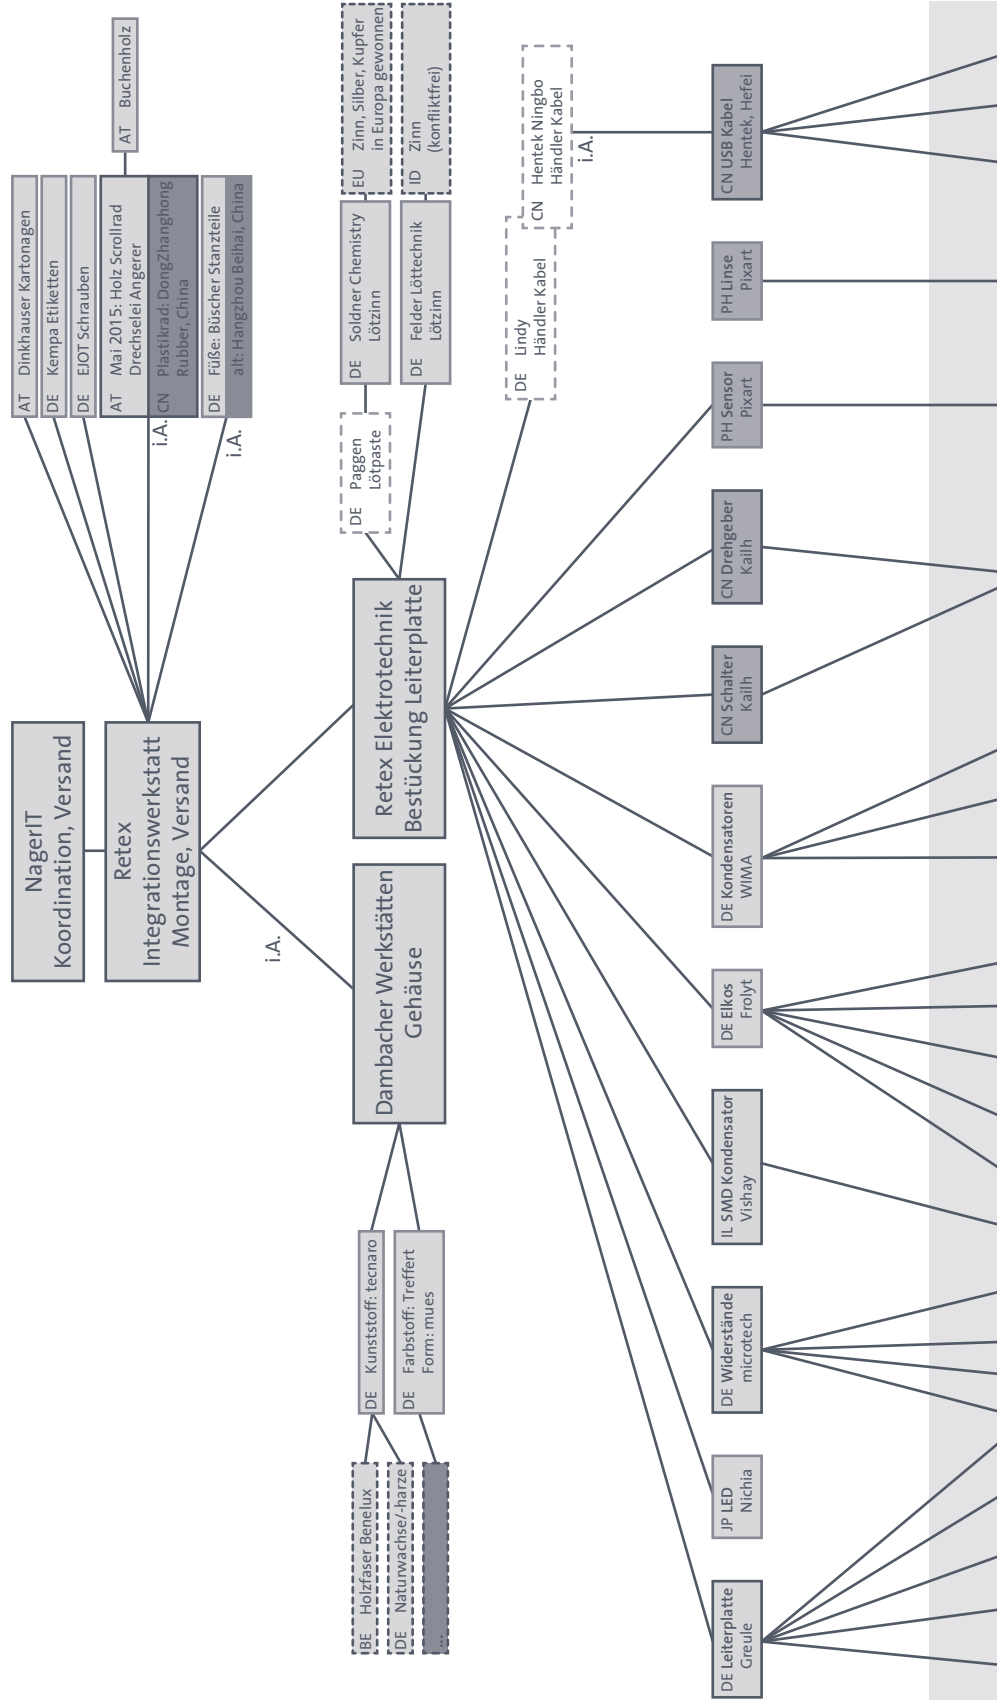 NagerIT
Koordination, Versand
Retex
Integrationswerkstatt
Montage, Versand
AT Dinkhauser Kartonagen
DE Kempa Etiketten
DE EJOT Schrauben
AT Mai 2015: Holz Scrollrad
Drechselei Angerer
AT Buchenholz
CN Plastikrad: DongZhanghong
Rubber, China
i.A.
DE Füße: Büscher Stanzteile
alt: Hangzhou Beihai, China
i.A.
i.A.
Dambacher Werkstätten
Gehäuse
Retex Elektrotechnik
Bestückung Leiterplatte
BE Holzfaser Benelux
DE Naturwachse/-harze
...
DE Kunststoff: tecnaro
DE Farbstoff: Treffert
Form: mues
DE Paggen
Lötpaste
DE Soldner Chemistry
Lötzinn
EU Zinn, Silber, Kupfer
in Europa gewonnen
DE Felder Löttechnik
Lötzinn
ID Zinn
(konfliktfrei)
DE Lindy
Händler Kabel
CN Hentek Ningbo
Händler Kabel
i.A.
DE Leiterplatte
Greule
JP LED
Nichia
DE Widerstände
microtech
IL SMD Kondensator
Vishay
DE Elkos
Frolyt
DE Kondensatoren
WIMA
CN Schalter
Kailh
CN Drehgeber
Kailh
PH Sensor
Pixart
PH Linse
Pixart
CN USB Kabel
Hentek, Hefei